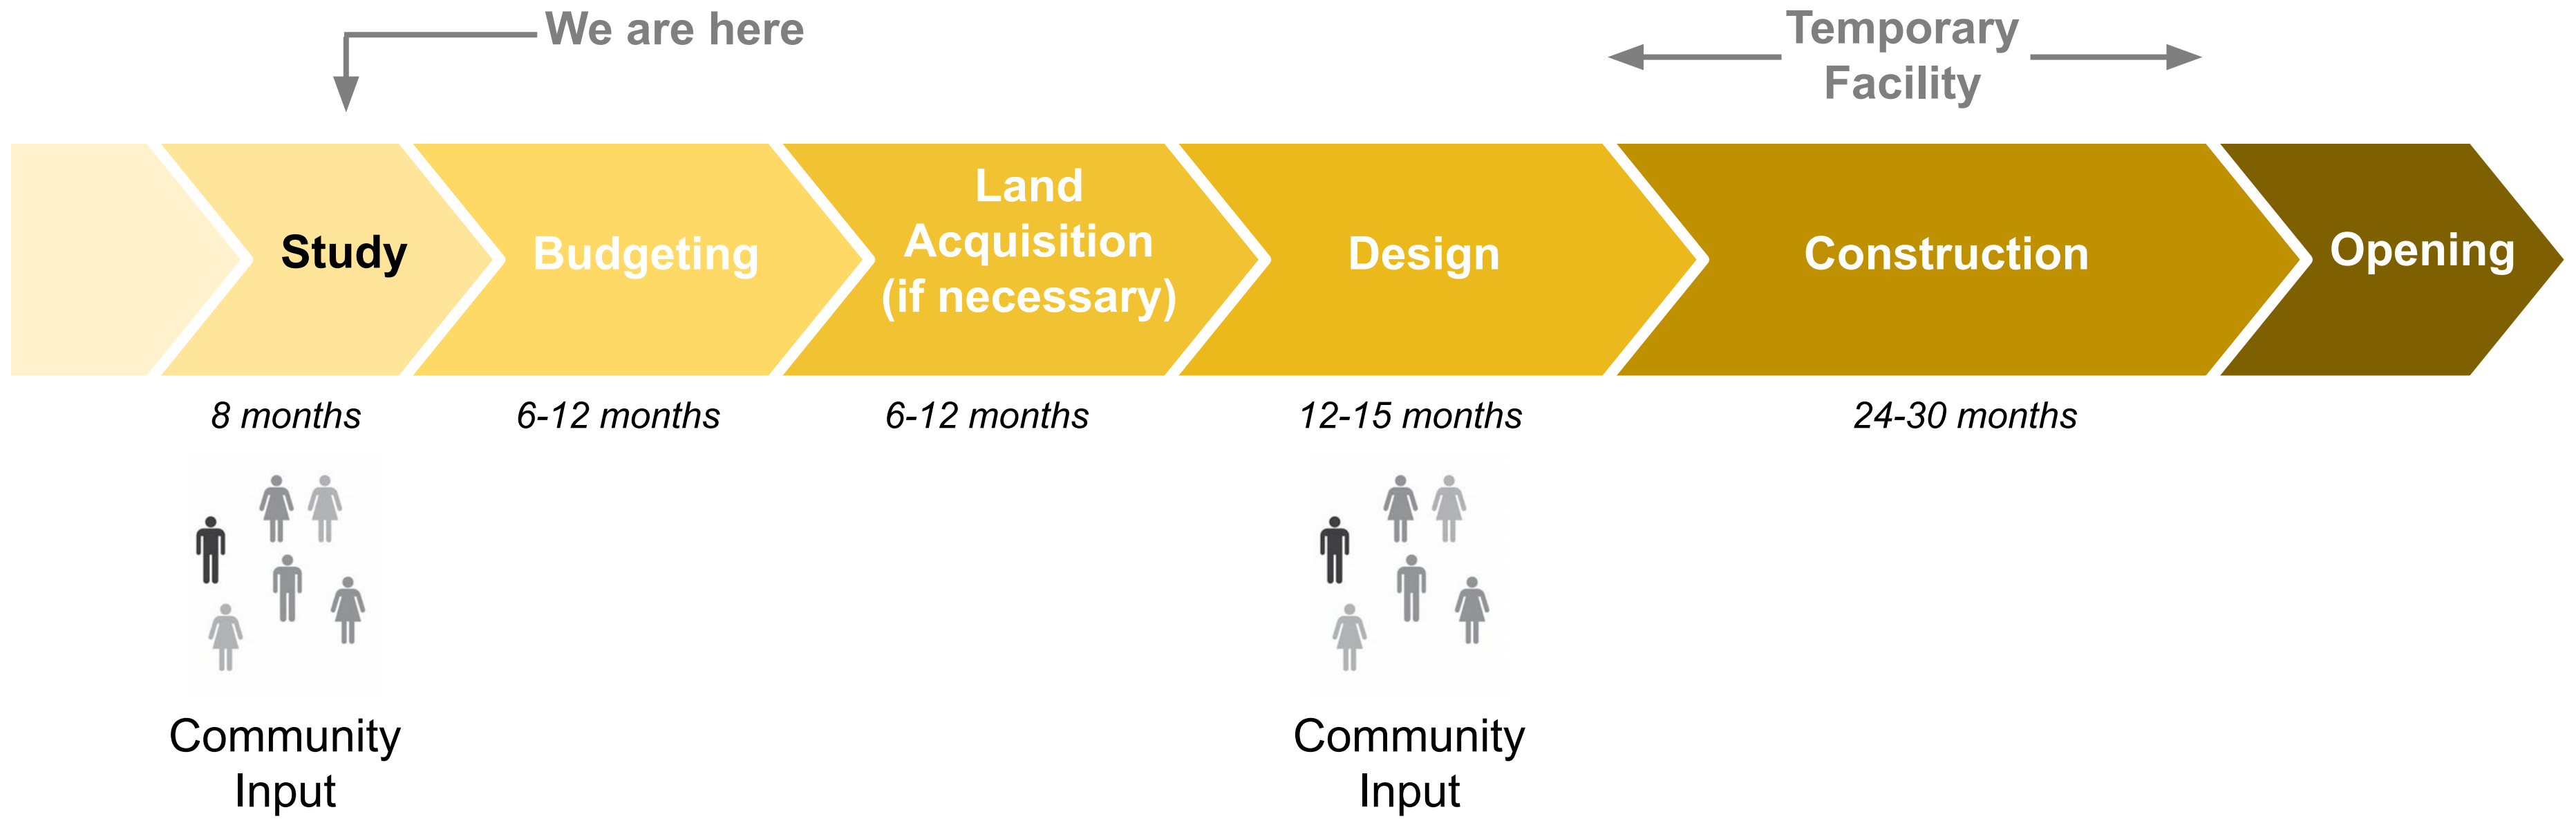 We are here
Temporary
Facility
Study
Budgeting
Land
Acquisition
(if necessary)
Design
Construction
Opening
8 months
6-12 months
6-12 months
12-15 months
24-30 months
Community
Input
Community
Input